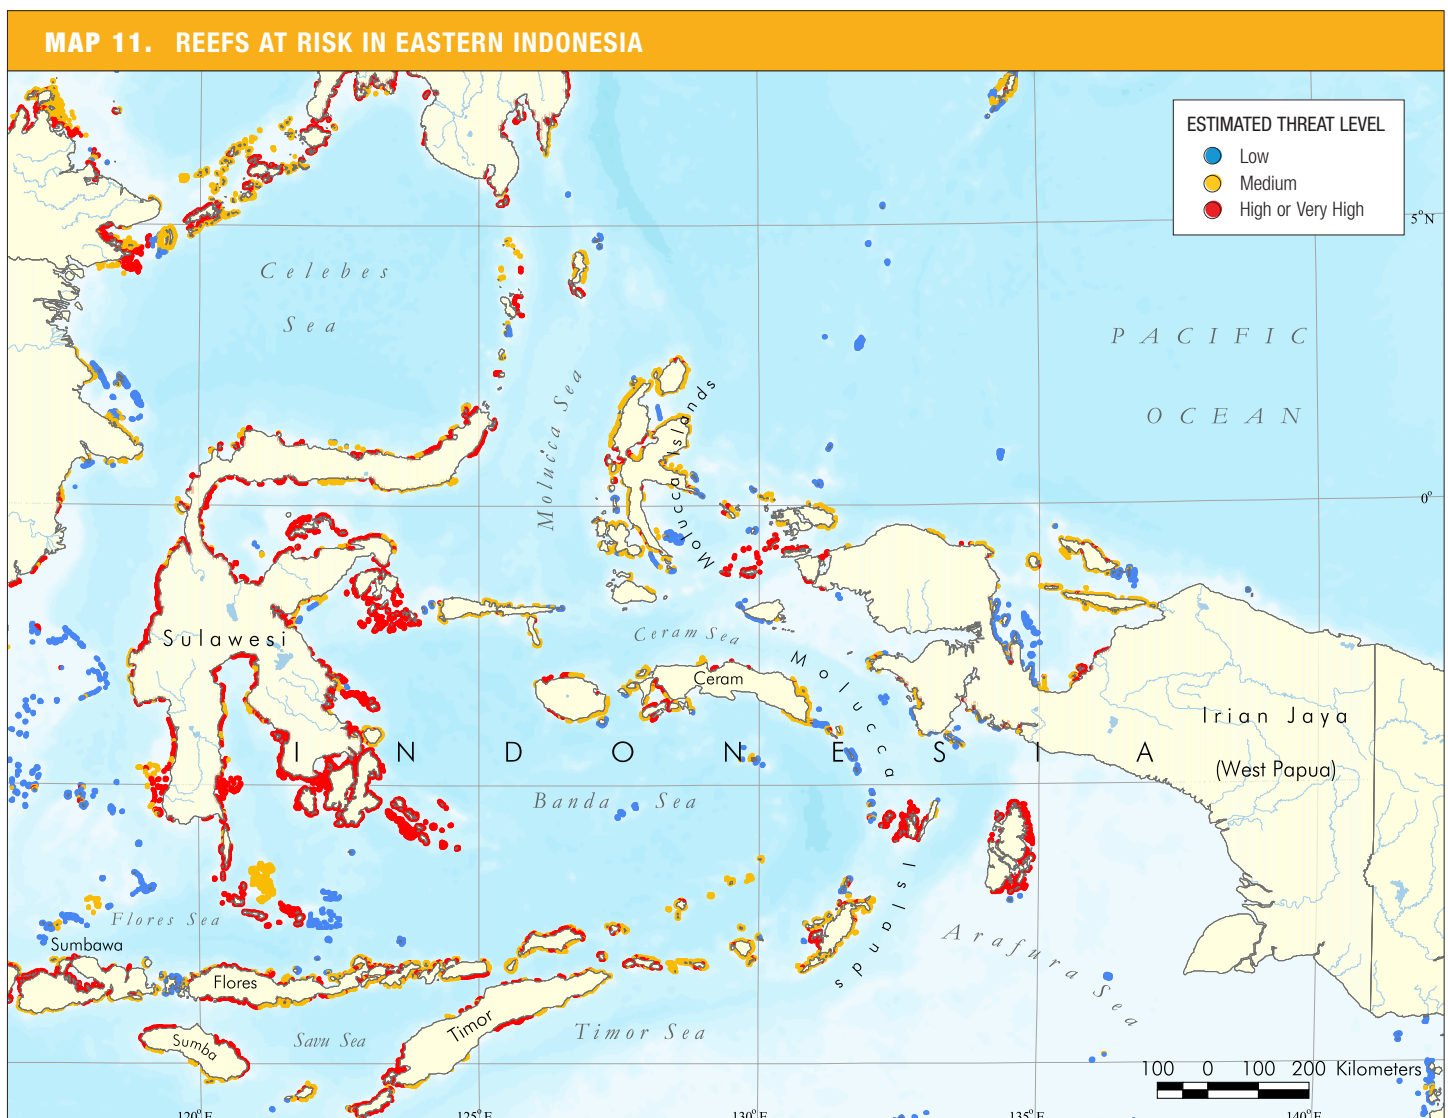 MAP 11. REEFS AT RISK IN EASTERN INDONESIA
ESTIMATED THREAT LEVEL
Low
Medium
High or Very High
5°N
Celebes
Sea
PACIFIC
OCEAN
Molucca Sea
Molucca Islands
0°
Sulawesi
Ceram Sea
Ceram
Molucca Islands
Irian Jaya
(West Papua)
INDONESIA
Banda Sea
Flores Sea
Arafura Sea
Sumbawa
Flores
Timor
Sumba
Savu Sea
Timor Sea
100 0 100 200 Kilometers
120°E
125°E
130°E
135°E
140°E